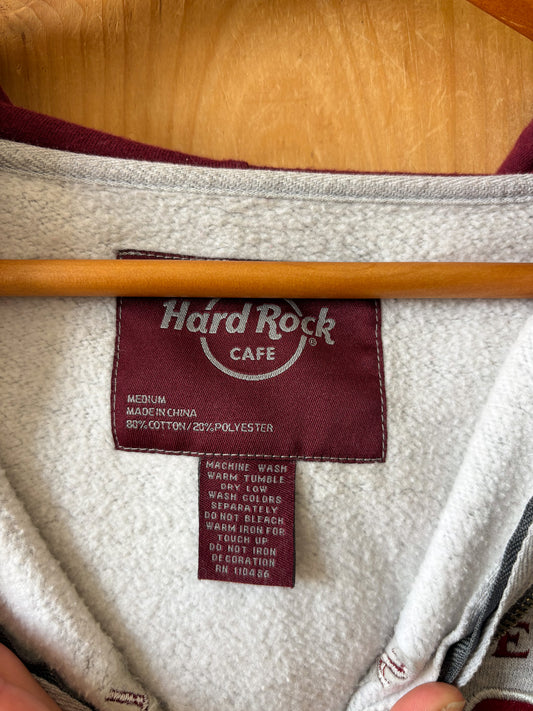 Hard Rock®
CAFE
MEDIUM
MADE IN CHINA
80% COTTON/20% POLYESTER
MACHINE WASH
WARM TUMBLE
DRY LOW
WASH COLORS
SEPARATELY
DO NOT BLEACH
WARM IRON FOR
TOUCH UP
DO NOT IRON
DECORATION
RN 110486
E